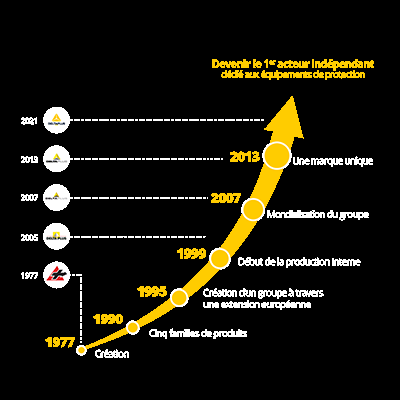 Devenir le 1er acteur indépendant
dédié aux équipements de protection
2021
2013
2007
2005
1977
2013
Une marque unique
2007
Mondialisation du groupe
1999
Début de la production interne
1995
Création d'un groupe à travers
une extension européenne
1990
Cinq familles de produits
1977
Création